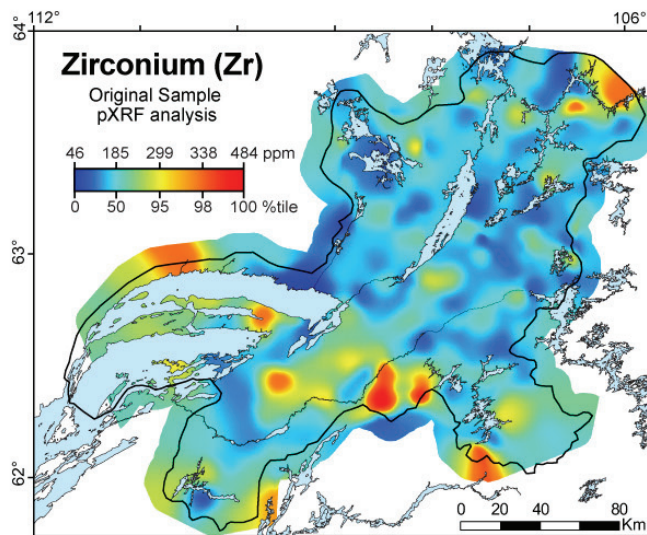 112°
106°
64°
Zirconium (Zr)
Original Sample
pXRF analysis
46 185 299 338 484 ppm
0 50 95 98 100 %tile
63°
62°
0 20 40 60 80
Km